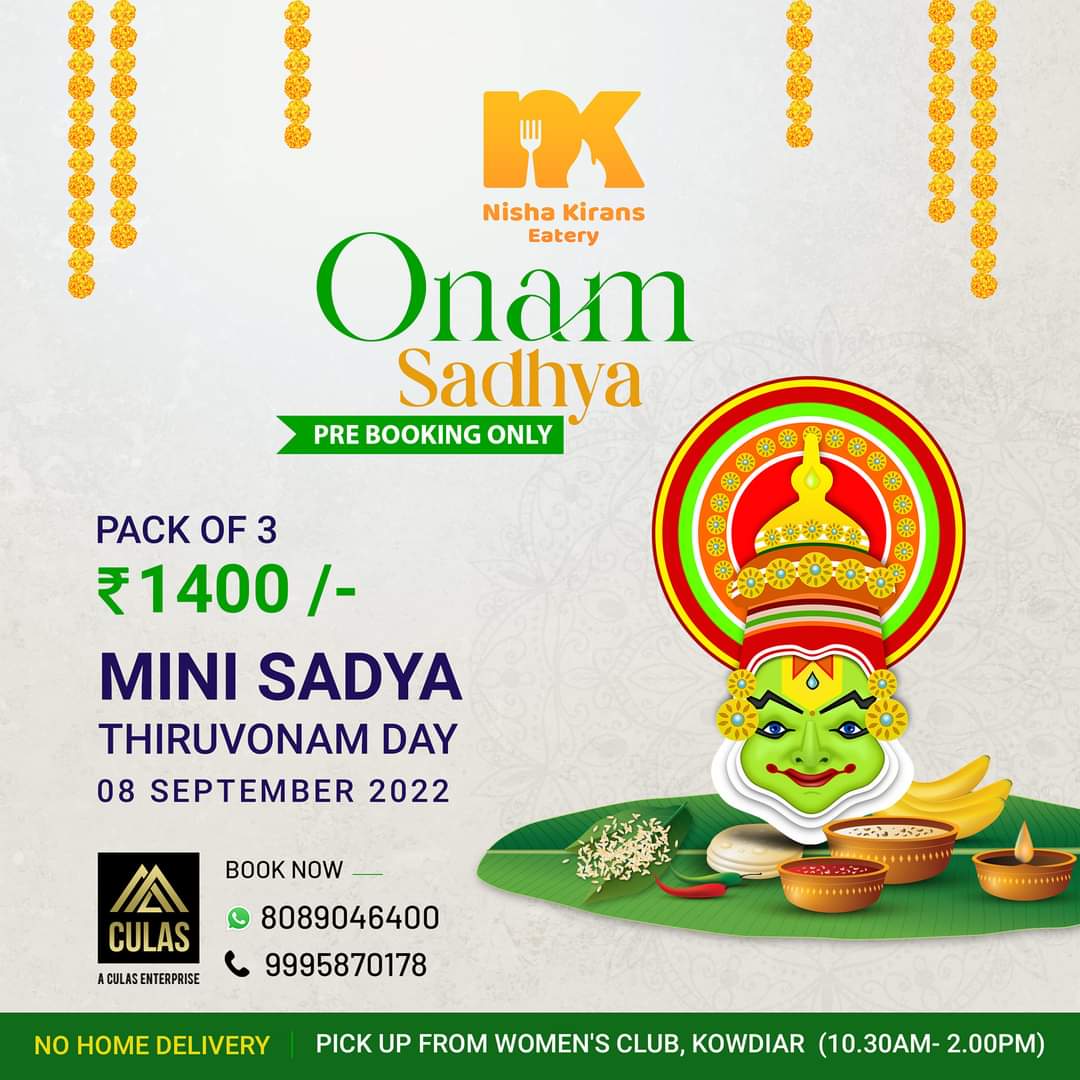 nK
Nisha Kirans
Eatery
Onam
Sadhya
PRE BOOKING ONLY
PACK OF 3
₹1400 /-
MINI SADYA
THIRUVONAM DAY
08 SEPTEMBER 2022
CULAS
A CULAS ENTERPRISE
BOOK NOW
8089046400
9995870178
NO HOME DELIVERY | PICK UP FROM WOMEN'S CLUB, KOWDIAR (10.30AM- 2.00PM)